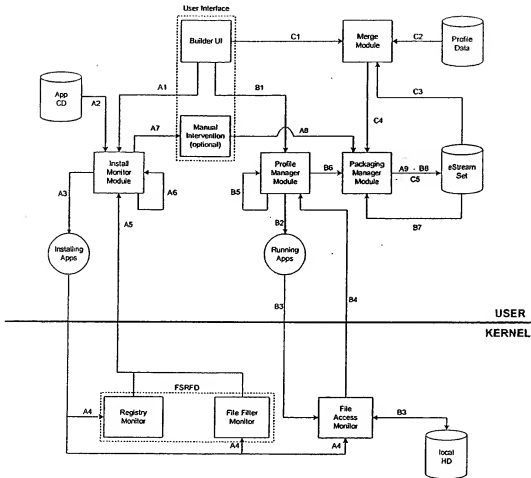 User Interface
Builder UI
C1
Merge
Module
C2
Profile
Data
App
CD
A2
A1
B1
C3
C4
A7
Manual
Intervention
(optional)
A8
Install
Monitor
Module
A6
A3
A5
Profile
Manager
Module
B5
B6
Packaging
Manager
Module
A9 - B8
C5
eStream
Set
B7
B2
Installing
Apps
Running
Apps
B3
B4
USER
KERNEL
FSRFD
A4
Registry
Monitor
File Filter
Monitor
A4
File
Access
Monitor
A4
B3
local
HD